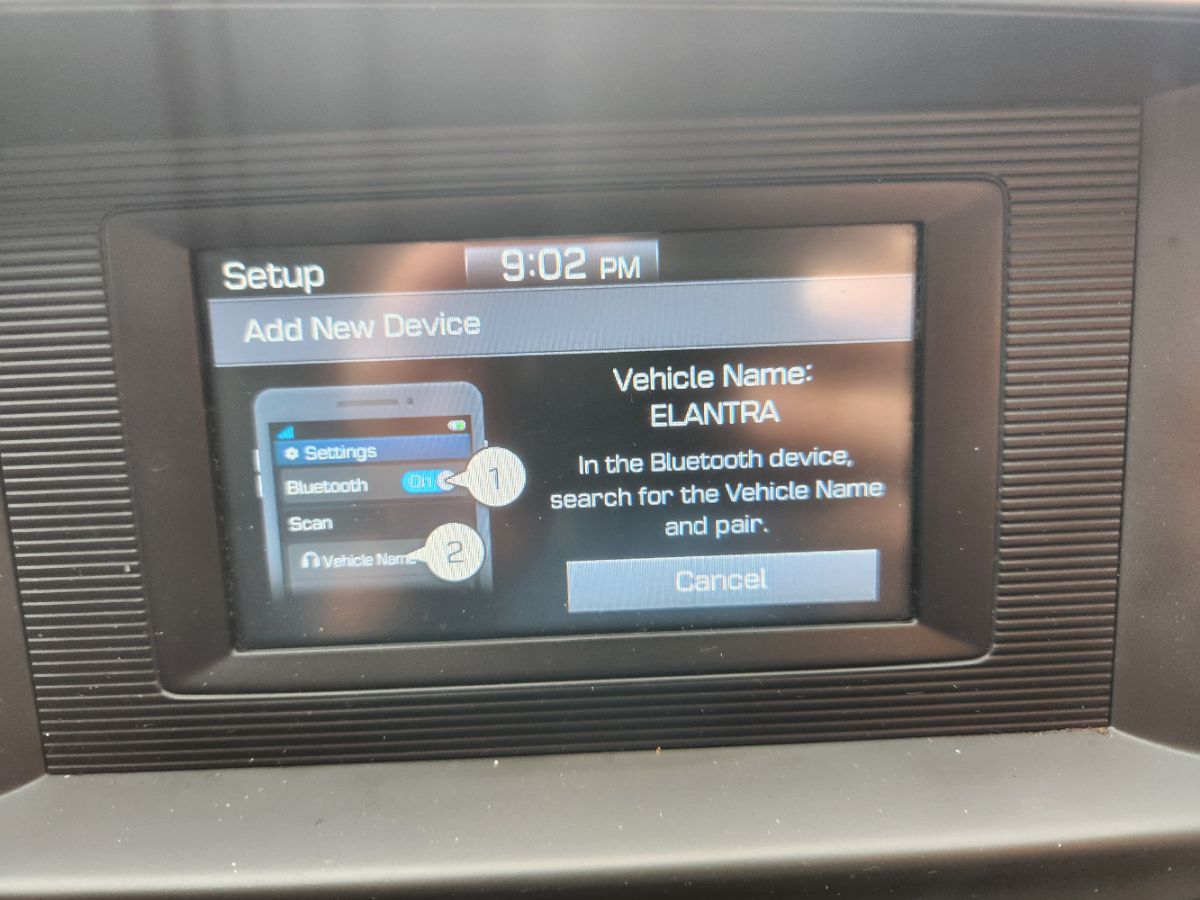 Setup
9:02 PM
Add New Device
Settings
Bluetooth On
1
Scan
Vehicle Name
2
Vehicle Name:
ELANTRA
In the Bluetooth device,
search for the Vehicle Name
and pair.
Cancel